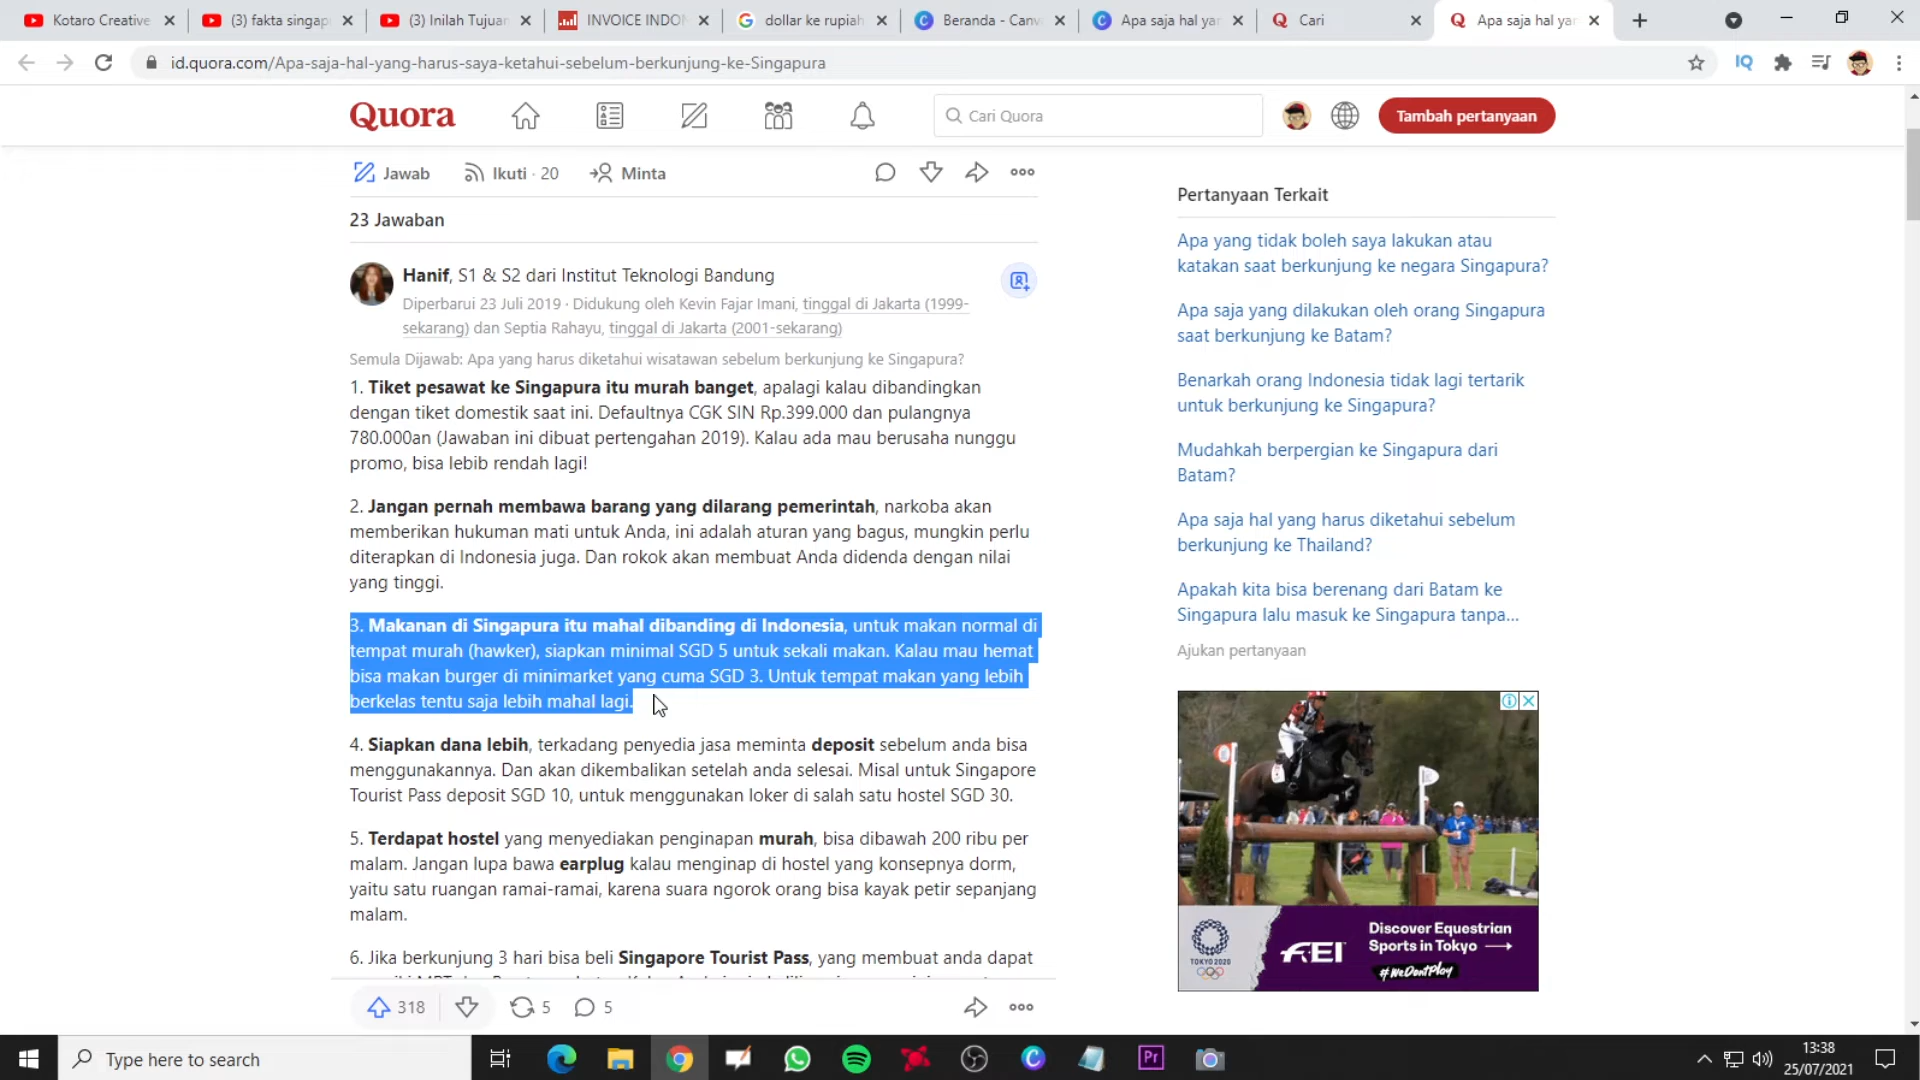 Kotaro Creative
(3) fakta singap
(3) Inilah Tujuan
INVOICE INDON
dollar ke rupiah
Beranda - Canv
Apa saja hal yan
Cari
Apa saja hal yan
id.quora.com/Apa-saja-hal-yang-harus-saya-ketahui-sebelum-berkunjung-ke-Singapura
IQ
Quora
Cari Quora
Tambah pertanyaan
Jawab
Ikuti · 20
Minta
23 Jawaban
Hanif, S1 & S2 dari Institut Teknologi Bandung
Diperbarui 23 Juli 2019 · Didukung oleh Kevin Fajar Imani, tinggal di Jakarta (1999-
sekarang) dan Septia Rahayu, tinggal di Jakarta (2001-sekarang)
Semula Dijawab: Apa yang harus diketahui wisatawan sebelum berkunjung ke Singapura?
1. Tiket pesawat ke Singapura itu murah banget, apalagi kalau dibandingkan
dengan tiket domestik saat ini. Defaultnya CGK SIN Rp.399.000 dan pulangnya
780.000an (Jawaban ini dibuat pertengahan 2019). Kalau ada mau berusaha nunggu
promo, bisa lebib rendah lagi!
2. Jangan pernah membawa barang yang dilarang pemerintah, narkoba akan
memberikan hukuman mati untuk Anda, ini adalah aturan yang bagus, mungkin perlu
diterapkan di Indonesia juga. Dan rokok akan membuat Anda didenda dengan nilai
yang tinggi.
3. Makanan di Singapura itu mahal dibanding di Indonesia, untuk makan normal di
tempat murah (hawker), siapkan minimal SGD 5 untuk sekali makan. Kalau mau hemat
bisa makan burger di minimarket yang cuma SGD 3. Untuk tempat makan yang lebih
berkelas tentu saja lebih mahal lagi.
4. Siapkan dana lebih, terkadang penyedia jasa meminta deposit sebelum anda bisa
menggunakannya. Dan akan dikembalikan setelah anda selesai. Misal untuk Singapore
Tourist Pass deposit SGD 10, untuk menggunakan loker di salah satu hostel SGD 30.
5. Terdapat hostel yang menyediakan penginapan murah, bisa dibawah 200 ribu per
malam. Jangan lupa bawa earplug kalau menginap di hostel yang konsepnya dorm,
yaitu satu ruangan ramai-ramai, karena suara ngorok orang bisa kayak petir sepanjang
malam.
6. Jika berkunjung 3 hari bisa beli Singapore Tourist Pass, yang membuat anda dapat
318
5
5
Pertanyaan Terkait
Apa yang tidak boleh saya lakukan atau
katakan saat berkunjung ke negara Singapura?
Apa saja yang dilakukan oleh orang Singapura
saat berkunjung ke Batam?
Benarkah orang Indonesia tidak lagi tertarik
untuk berkunjung ke Singapura?
Mudahkah berpergian ke Singapura dari
Batam?
Apa saja hal yang harus diketahui sebelum
berkunjung ke Thailand?
Apakah kita bisa berenang dari Batam ke
Singapura lalu masuk ke Singapura tanpa...
Ajukan pertanyaan
TOKYO 2020
FEI
Discover Equestrian
Sports in Tokyo
#WeDontPlay
Type here to search
Pr
13:38
25/07/2021